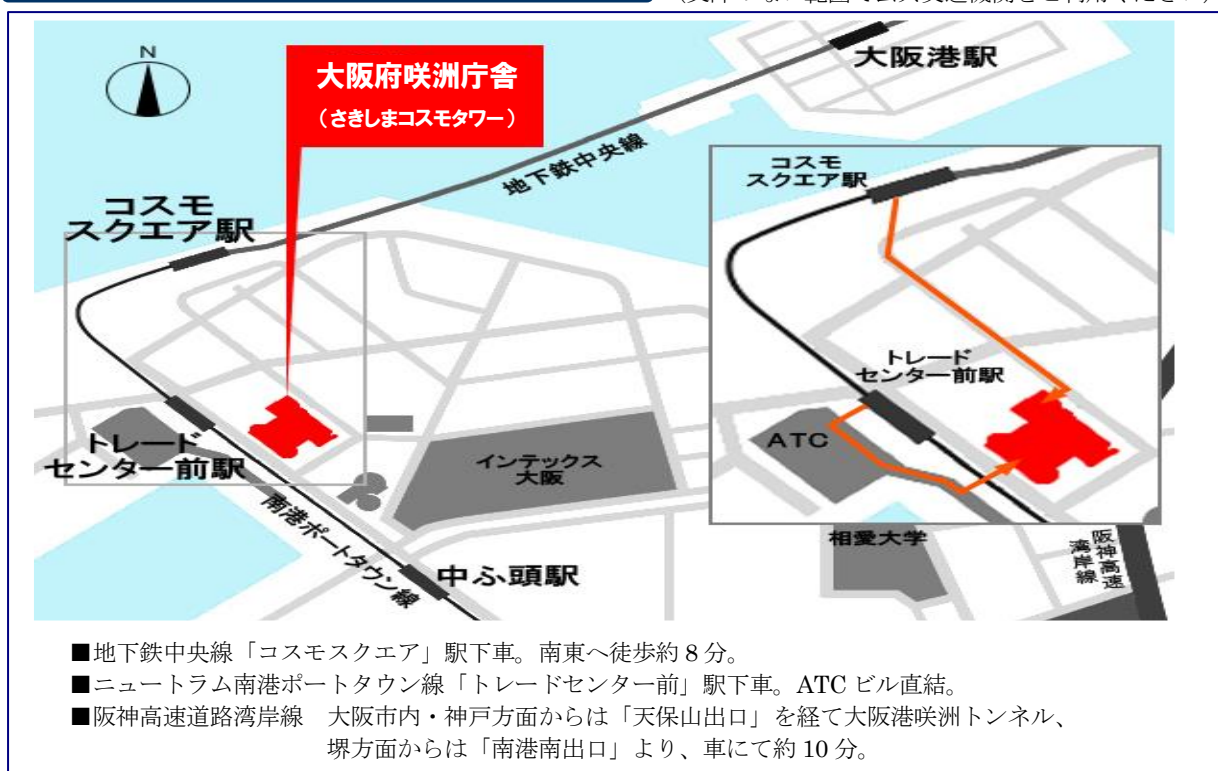 N
大阪府咲洲庁舎
（さきしまコスモタワー）
大阪港駅
地下鉄中央線
コスモ
スクエア駅
コスモ
スクエア駅
トレード
センター前駅
ATC
トレード
センター前駅
インテックス
大阪
南港ポートタウン線
中ふ頭駅
相愛大学
阪神高速
湾岸線
■地下鉄中央線「コスモスクエア」駅下車。南東へ徒歩約 8 分。
■ニュートラム南港ポートタウン線「トレードセンター前」駅下車。ATC ビル直結。
■阪神高速道路湾岸線　大阪市内・神戸方面からは「天保山出口」を経て大阪港咲洲トンネル、
堺方面からは「南港南出口」より、車にて約 10 分。